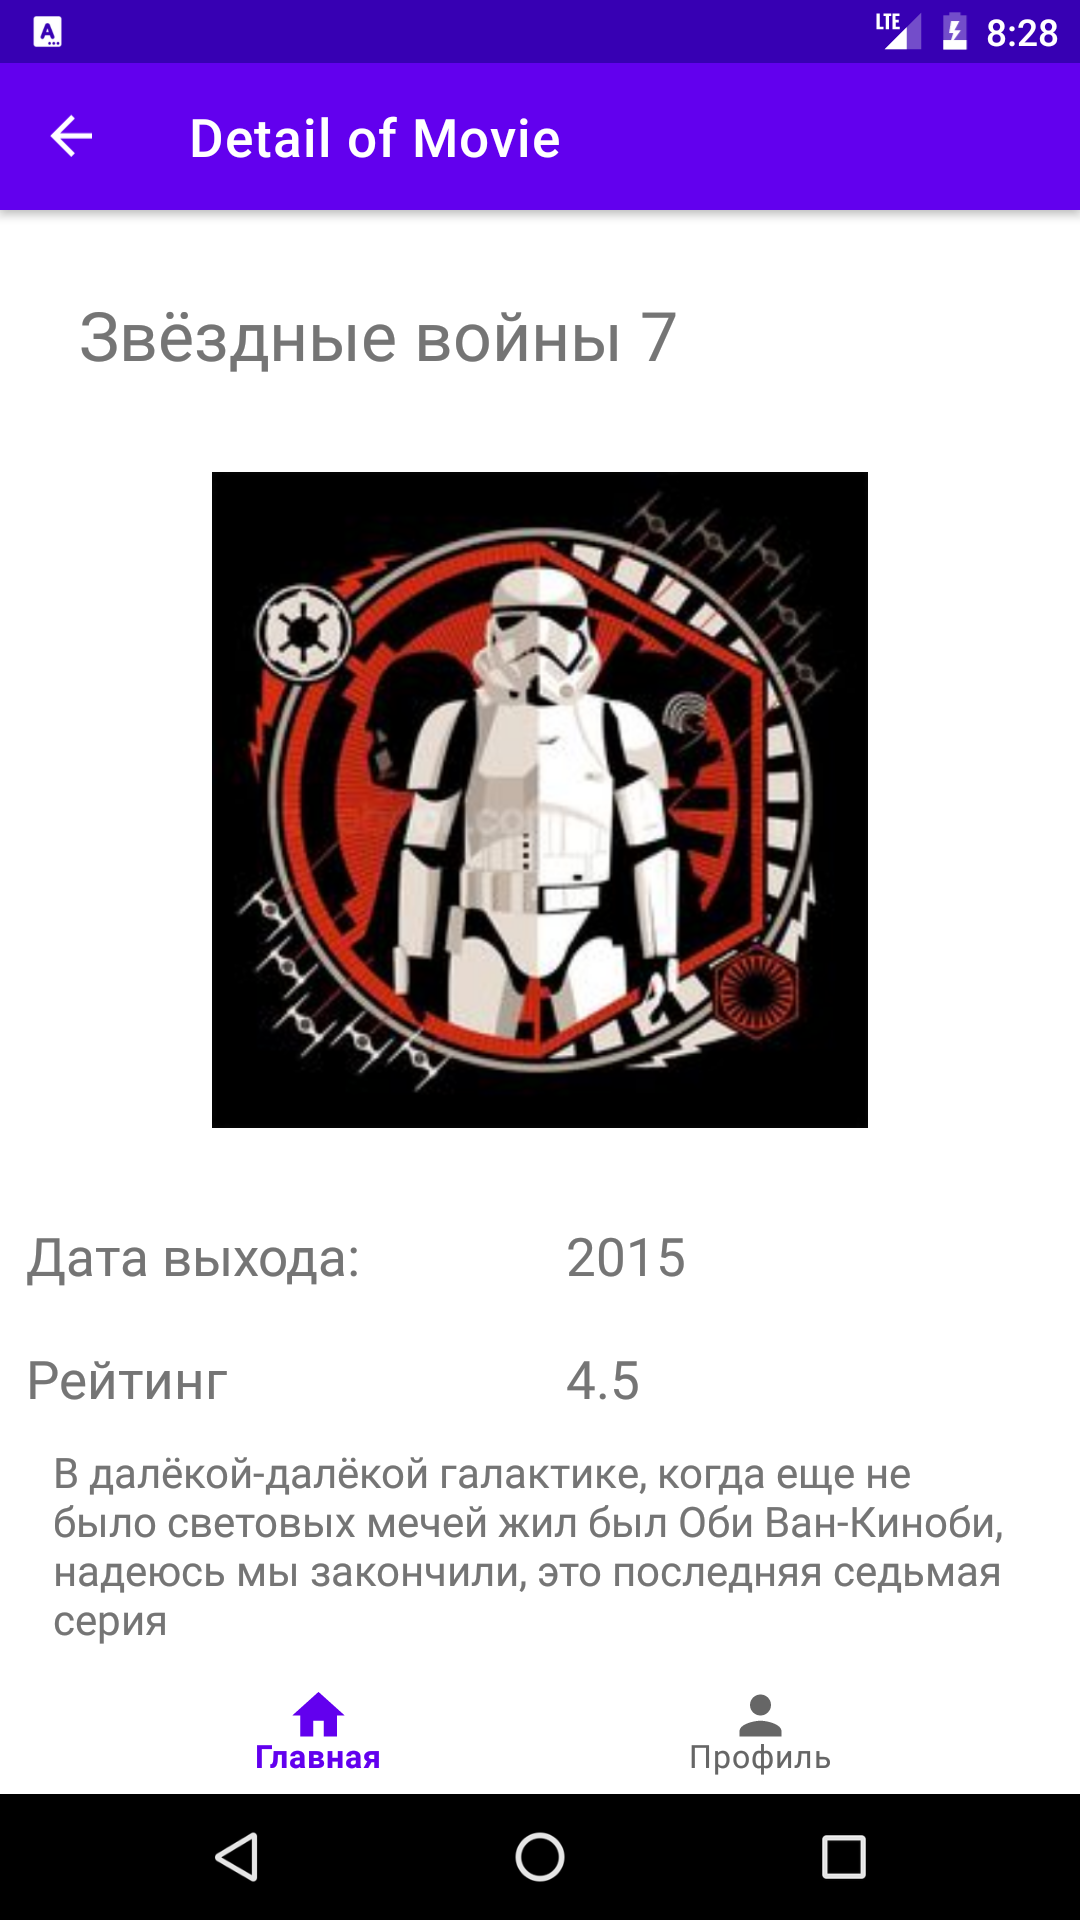 LTE 8:28
Detail of Movie
Звёздные войны 7
Дата выхода: 2015
Рейтинг 4.5
В далёкой-далёкой галактике, когда еще не
было световых мечей жил был Оби Ван-Киноби,
надеюсь мы закончили, это последняя седьмая
серия
Главная Профиль